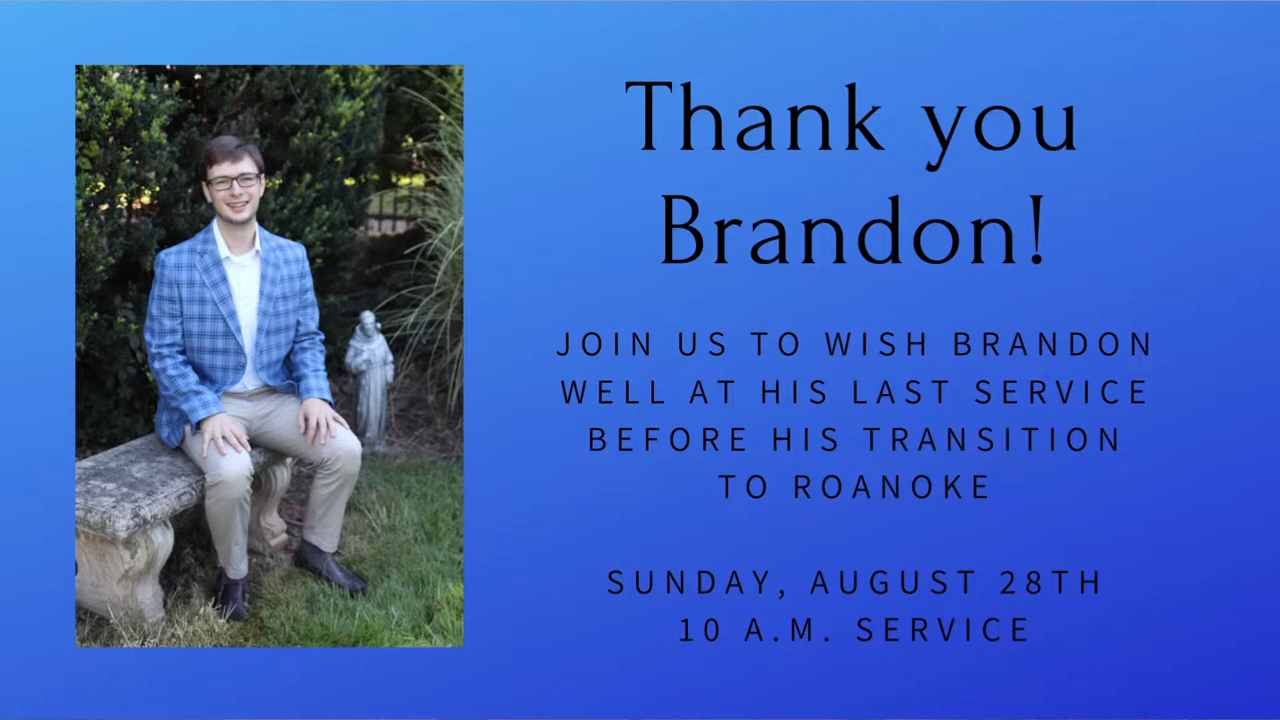 Thank you
Brandon!
JOIN US TO WISH BRANDON
WELL AT HIS LAST SERVICE
BEFORE HIS TRANSITION
TO ROANOKE
SUNDAY, AUGUST 28TH
10 A.M. SERVICE